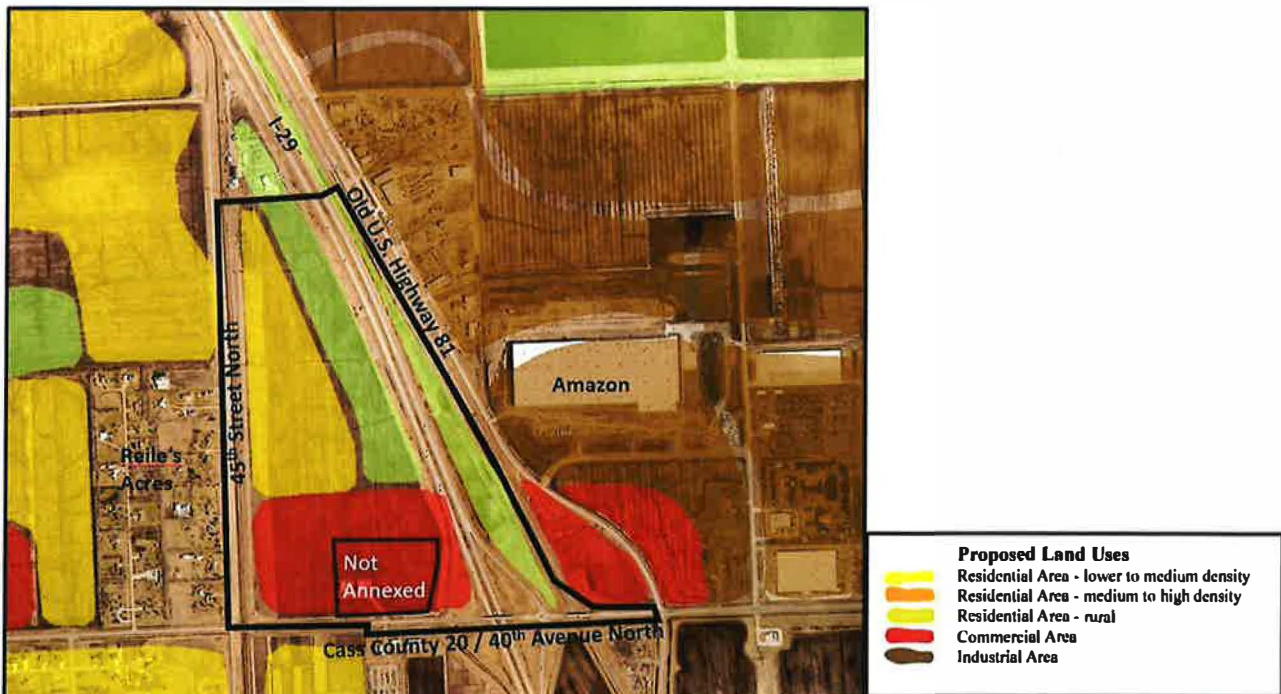 I-29
Old U.S. Highway 81
45th Street North
Amazon
Reile's
Acres
Not
Annexed
Cass County 20 / 40th Avenue North
Proposed Land Uses
Residential Area - lower to medium density
Residential Area - medium to high density
Residential Area - rural
Commercial Area
Industrial Area